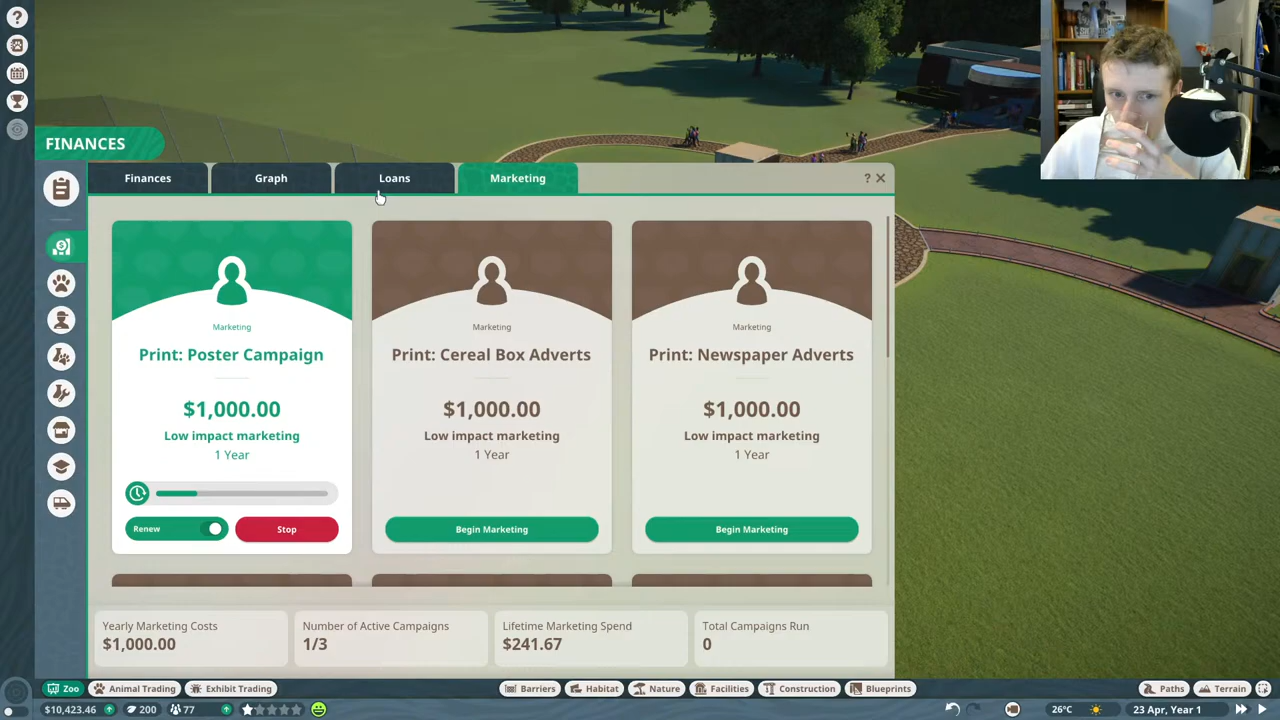 FINANCES
Finances Graph Loans Marketing ? ×
Marketing
Print: Poster Campaign
$1,000.00
Low impact marketing
1 Year
Renew Stop
Marketing
Print: Cereal Box Adverts
$1,000.00
Low impact marketing
1 Year
Begin Marketing
Marketing
Print: Newspaper Adverts
$1,000.00
Low impact marketing
1 Year
Begin Marketing
Yearly Marketing Costs
$1,000.00
Number of Active Campaigns
1/3
Lifetime Marketing Spend
$241.67
Total Campaigns Run
0
Zoo Animal Trading Exhibit Trading Barriers Habitat Nature Facilities Construction Blueprints Paths Terrain
$10,423.46 200 77 26°C 23 Apr, Year 1